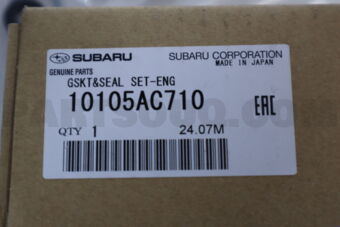 SUBARU SUBARU CORPORATION
GENUINE PARTS MADE IN JAPAN
GSKT&SEAL SET-ENG
10105AC710 EAC
QTY 1 24.07M